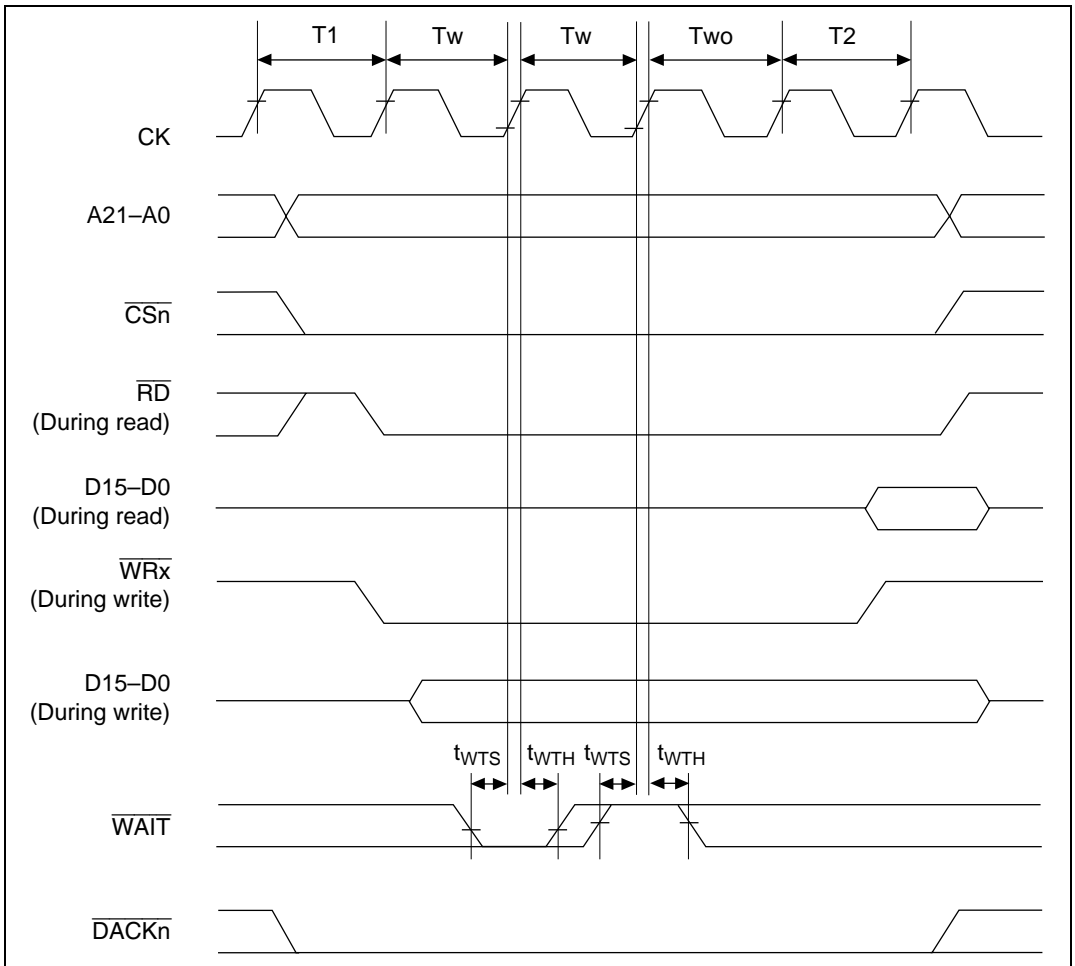 T1 Tw Tw Two T2
CK
A21–A0
CSn
RD
(During read)
D15–D0
(During read)
WRx
(During write)
D15–D0
(During write)
tWTS tWTH tWTS tWTH
WAIT
DACKn